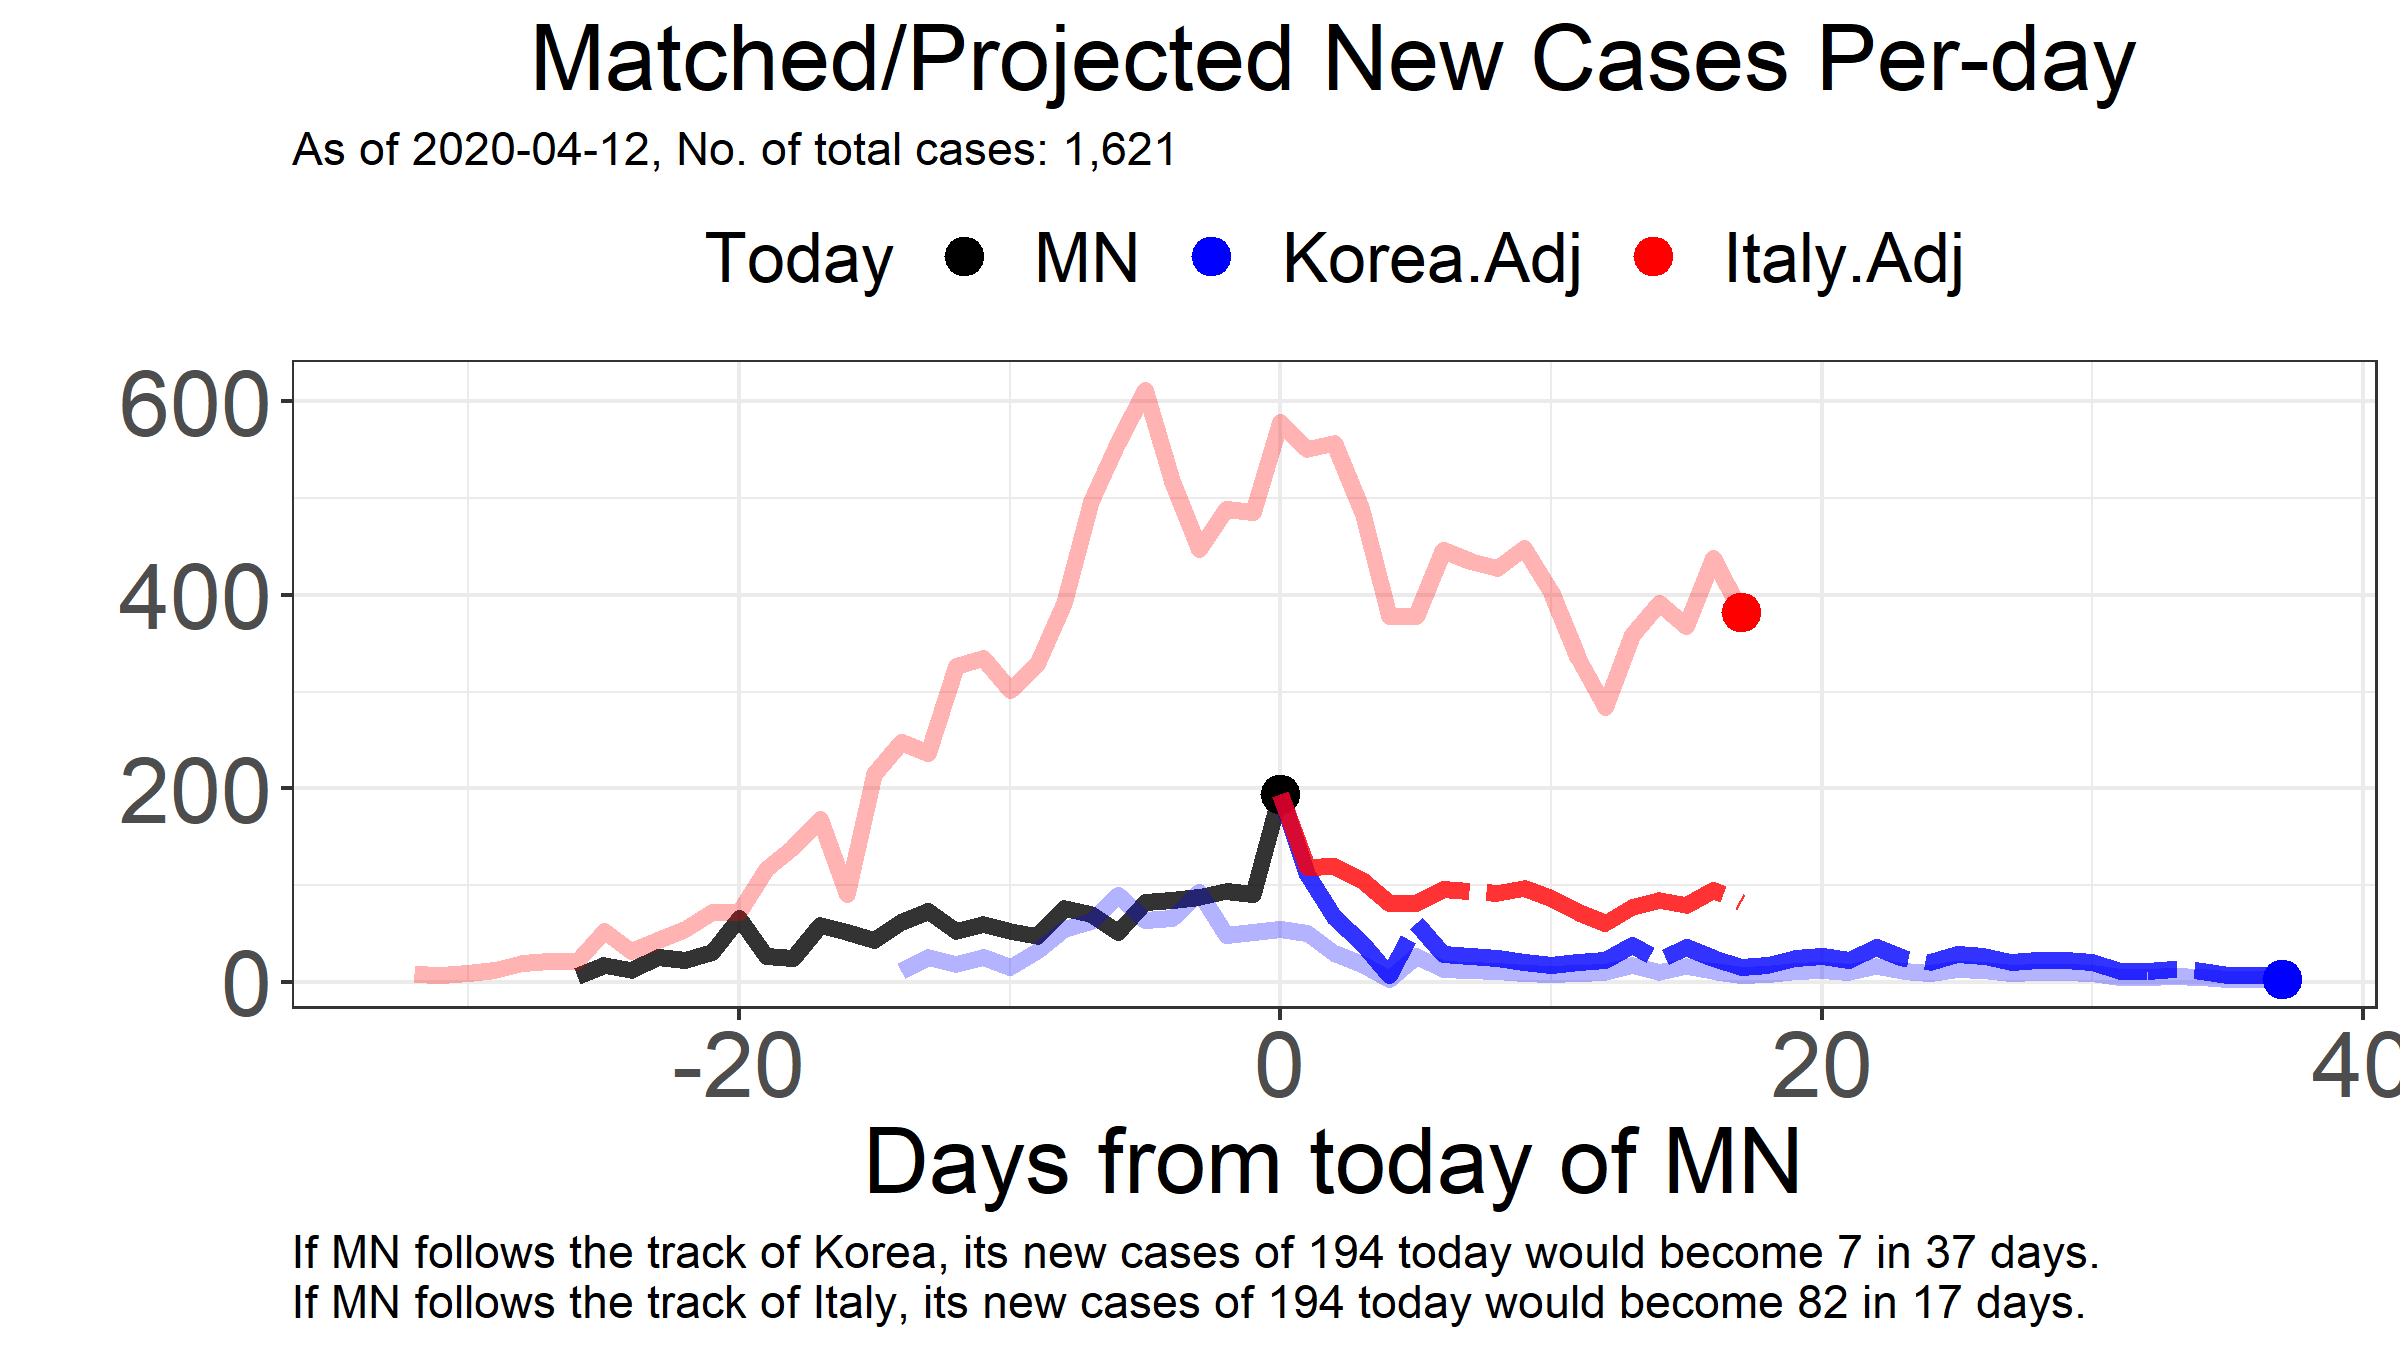 Matched/Projected New Cases Per-day
As of 2020-04-12, No. of total cases: 1,621
Today MN Korea.Adj Italy.Adj
600
400
200
0
-20 0 20 40
Days from today of MN
If MN follows the track of Korea, its new cases of 194 today would become 7 in 37 days.
If MN follows the track of Italy, its new cases of 194 today would become 82 in 17 days.